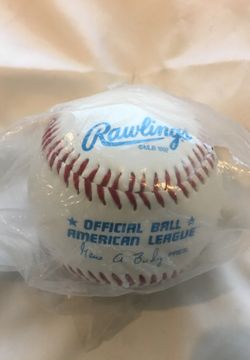 Rawlings
OFFICIAL BALL
AMERICAN LEAGUE
Gene A Budig PRES.